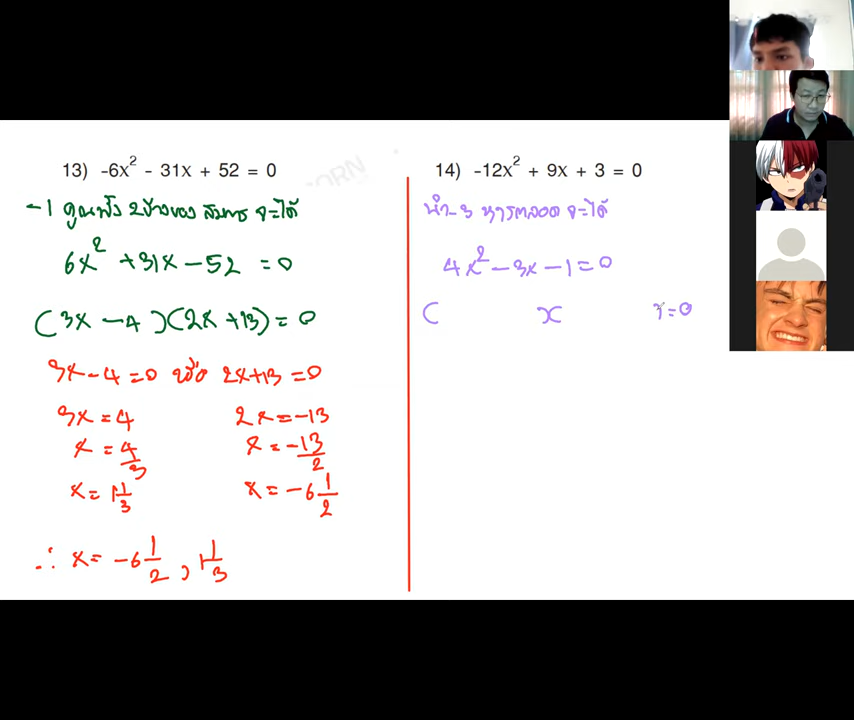 13) -6x² - 31x + 52 = 0
-1 คูณทั้ง 2 ข้างของ สมการ จะได้
6x² + 31x - 52 = 0
(3x - 4)(2x + 13) = 0
3x - 4 = 0 หรือ 2x + 13 = 0
3x = 4 2x = -13
x = 4/3 x = -13/2
x = 1 1/3 x = -6 1/2
∴ x = -6 1/2 , 1 1/3
14) -12x² + 9x + 3 = 0
นำ -3 หารตลอด จะได้
4x² - 3x - 1 = 0
( )( ) = 0